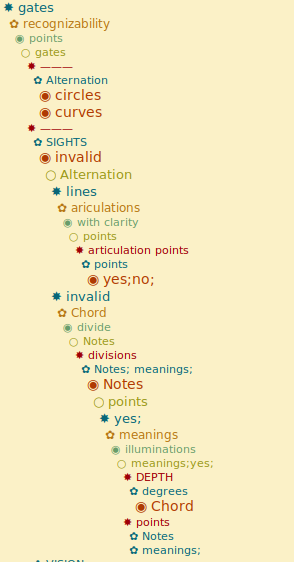 gates
recognizability
points
gates
———
Alternation
circles
curves
———
SIGHTS
invalid
Alternation
lines
ariculations
with clarity
points
articulation points
points
yes;no;
invalid
Chord
divide
Notes
divisions
Notes; meanings;
Notes
points
yes;
meanings
illuminations
meanings;yes;
DEPTH
degrees
Chord
points
Notes
meanings;